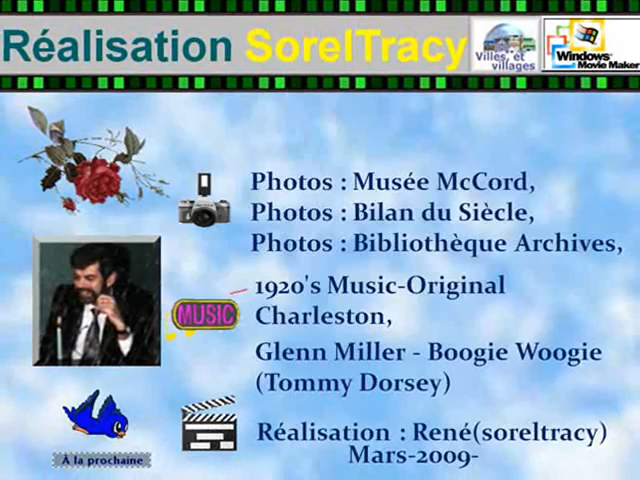 Réalisation SorelTracy
Villes et
villages
Windows
Movie Maker
Photos : Musée McCord,
Photos : Bilan du Siècle,
Photos : Bibliothèque Archives,
1920's Music-Original
Charleston,
MUSIC
Glenn Miller - Boogie Woogie
(Tommy Dorsey)
Réalisation : René(soreltracy)
Mars-2009-
A la prochaine